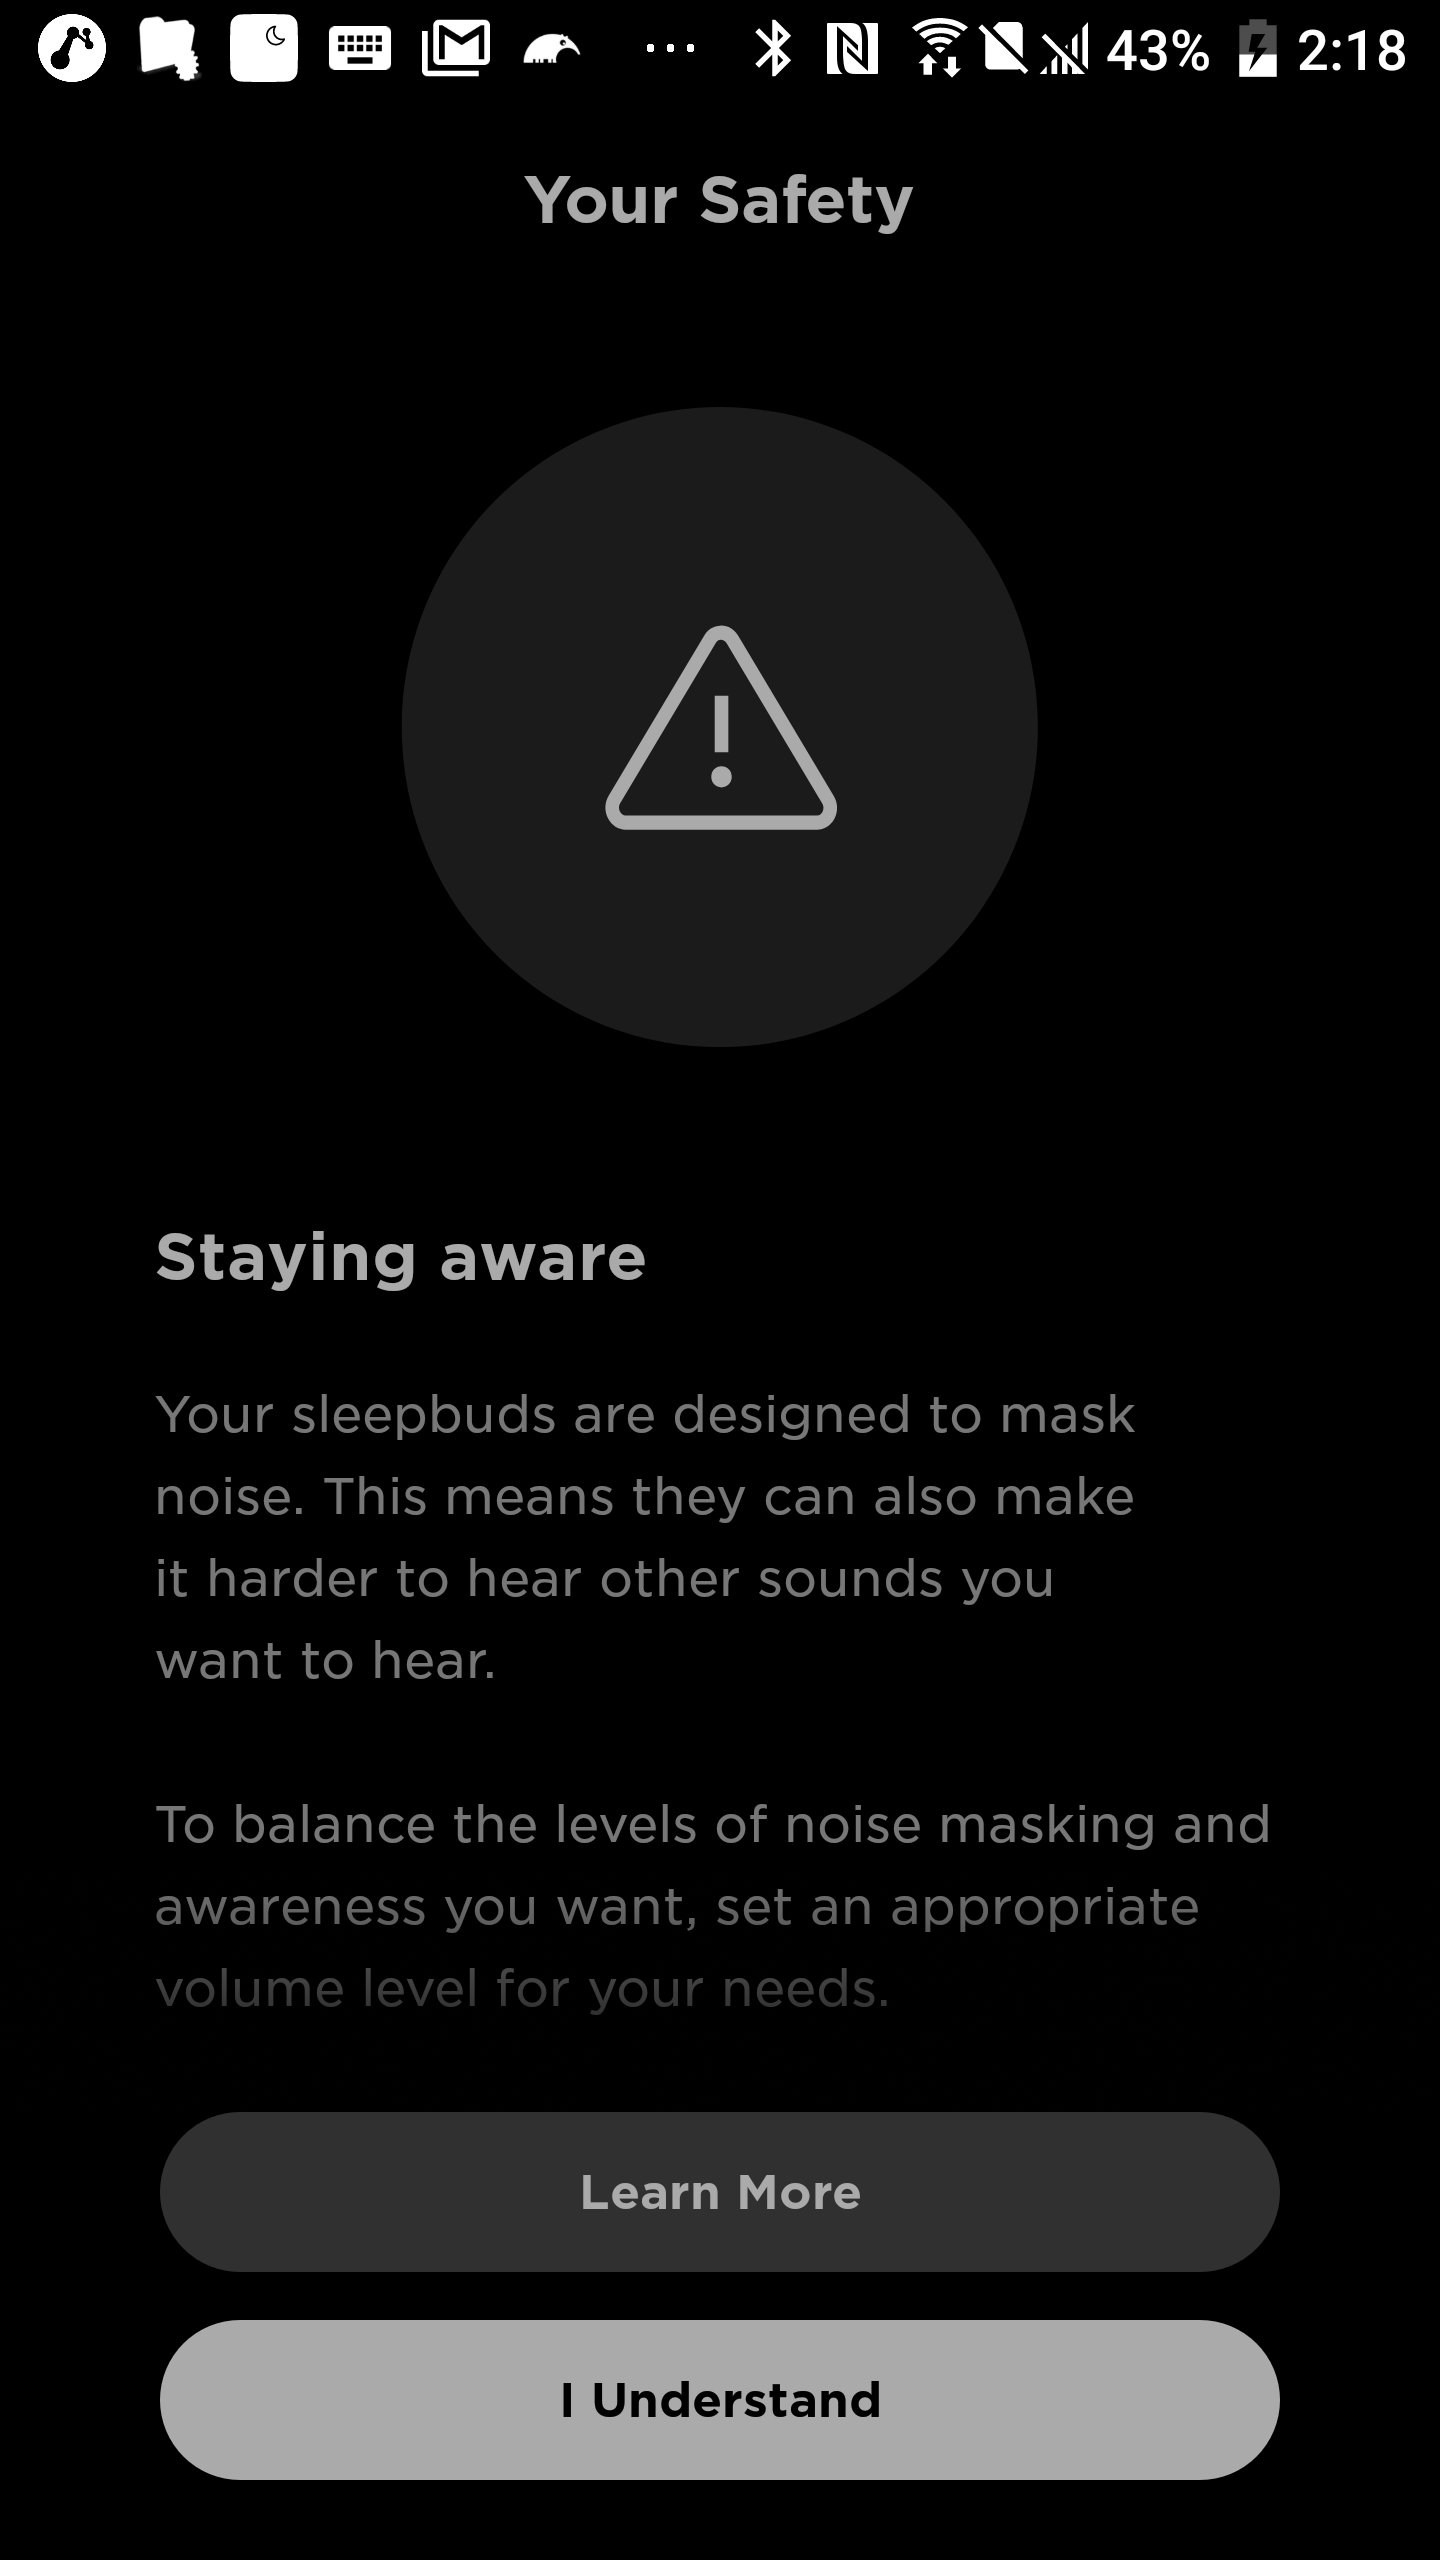 43% 2:18
Your Safety
Staying aware
Your sleepbuds are designed to mask
noise. This means they can also make
it harder to hear other sounds you
want to hear.
To balance the levels of noise masking and
awareness you want, set an appropriate
volume level for your needs.
Learn More
I Understand